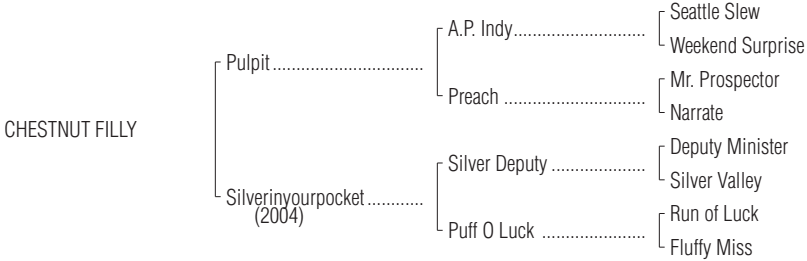 Seattle Slew
A.P. Indy..............................
Weekend Surprise
Pulpit..................................
Mr. Prospector
Preach ................................
Narrate
CHESTNUT FILLY
Deputy Minister
Silver Deputy .....................
Silver Valley
Silverinyourpocket............
(2004)
Run of Luck
Puff O Luck .......................
Fluffy Miss